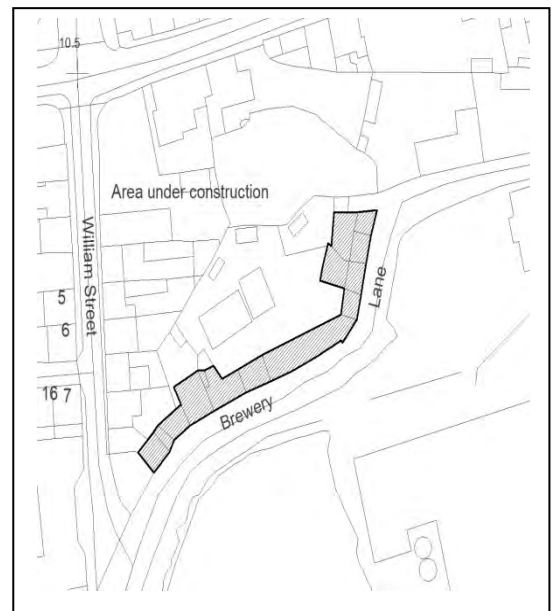 10.5
Area under construction
William Street
5
6
16 7
Lane
Brewery